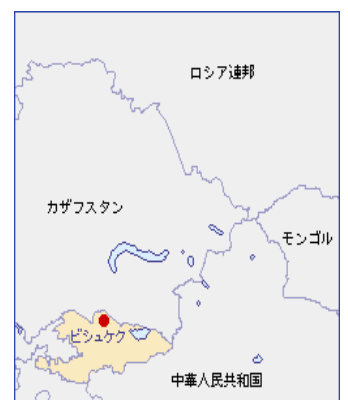 ロシア連邦
カザフスタン
モンゴル
ビシュケク
中華人民共和国